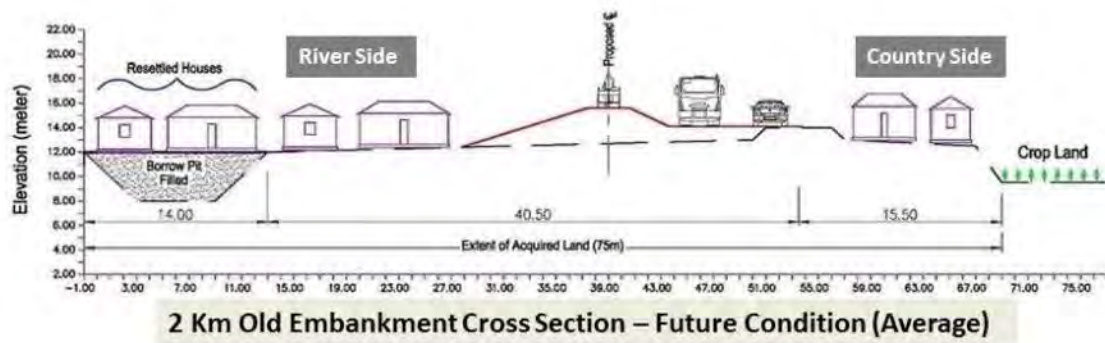 22.00
20.00
18.00
16.00
14.00
12.00
10.00
8.00
6.00
4.00
2.00
Elevation (meter)
Resettled Houses
River Side
Proposed ℄
Country Side
Borrow Pit
Filled
Crop Land
14.00
40.50
15.50
Extent of Acquired Land (75m)
-1.00 3.00 7.00 11.00 15.00 19.00 23.00 27.00 31.00 35.00 39.00 43.00 47.00 51.00 55.00 59.00 63.00 67.00 71.00 75.00
2 Km Old Embankment Cross Section – Future Condition (Average)